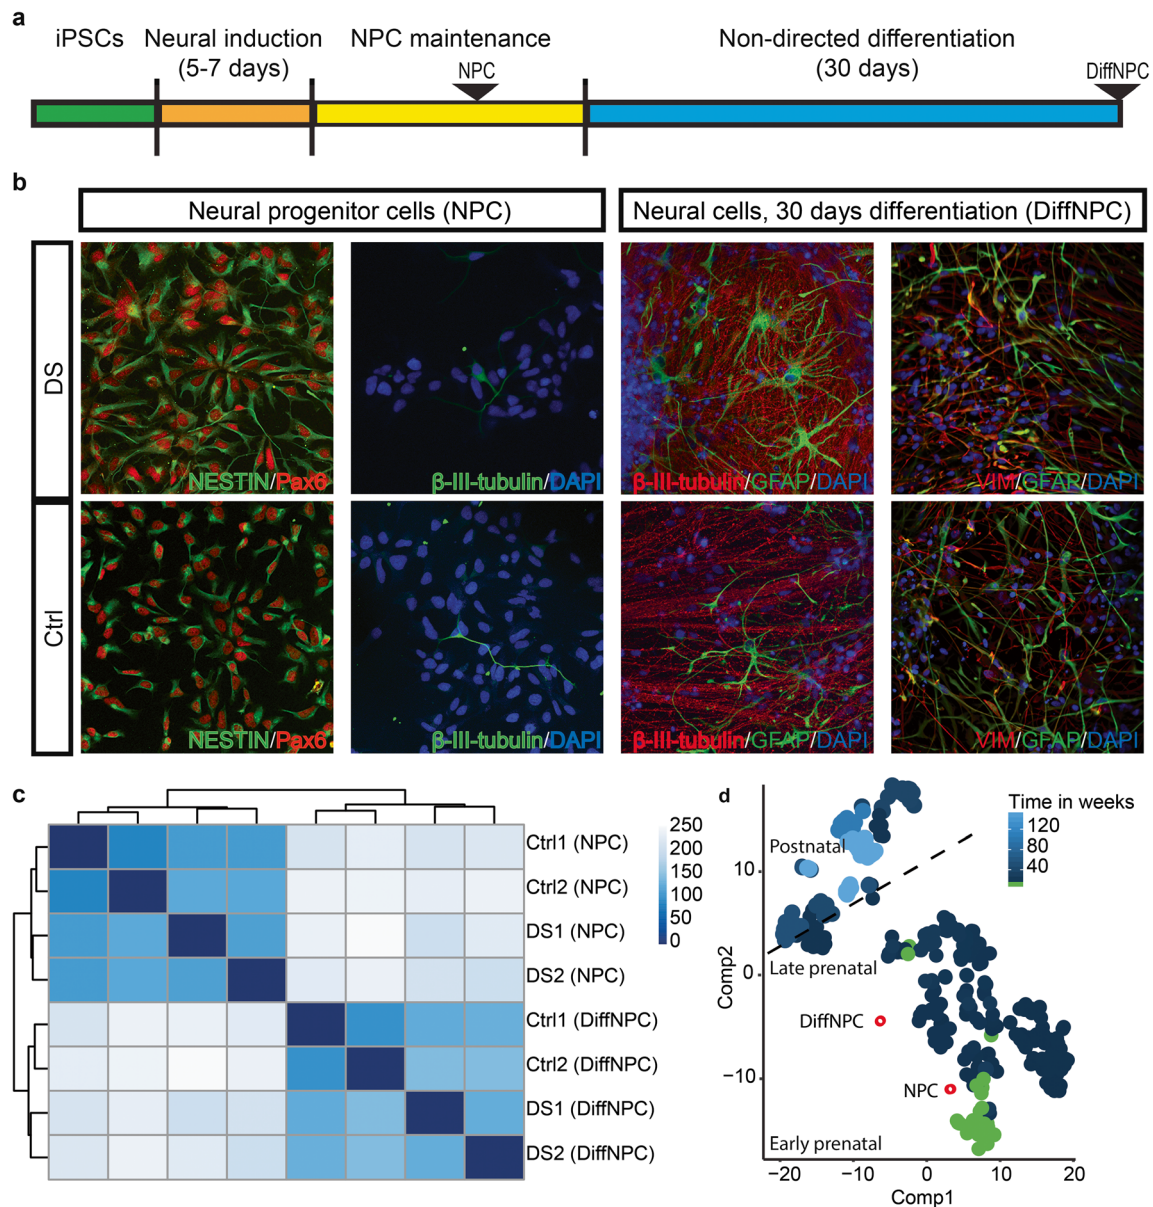 a
iPSCs
Neural induction
(5-7 days)
NPC maintenance
NPC
Non-directed differentiation
(30 days)
DiffNPC
b
Neural progenitor cells (NPC)
Neural cells, 30 days differentiation (DiffNPC)
DS
NESTIN/Pax6
β-III-tubulin/DAPI
β-III-tubulin/GFAP/DAPI
VIM/GFAP/DAPI
Ctrl
NESTIN/Pax6
β-III-tubulin/DAPI
β-III-tubulin/GFAP/DAPI
VIM/GFAP/DAPI
c
Ctrl1 (NPC)
Ctrl2 (NPC)
DS1 (NPC)
DS2 (NPC)
Ctrl1 (DiffNPC)
Ctrl2 (DiffNPC)
DS1 (DiffNPC)
DS2 (DiffNPC)
250
200
150
100
50
0
d
Time in weeks
120
80
40
Postnatal
Late prenatal
DiffNPC
NPC
Early prenatal
Comp2
10
0
−10
−20
−10
0
10
20
Comp1